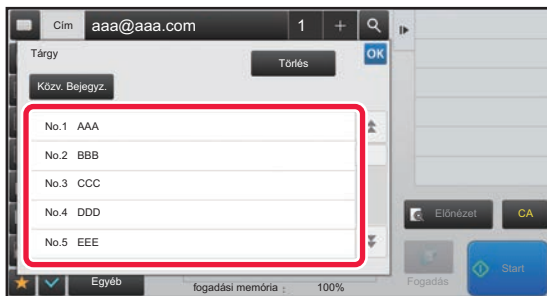 Cím aaa@aaa.com 1 +
Tárgy
Törlés
OK
Közv. Bejegyz.
No.1 AAA
No.2 BBB
No.3 CCC
No.4 DDD
No.5 EEE
Előnézet CA
Egyéb
fogadási memória : 100%
Fogadás
Start